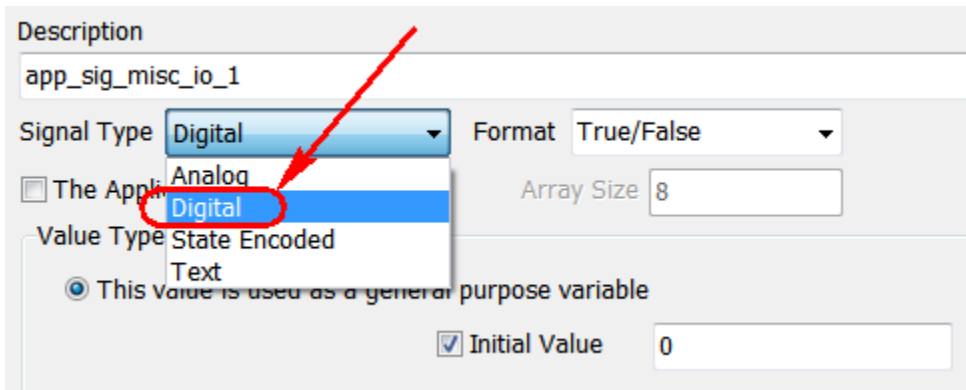 Description
app_sig_misc_io_1
Signal Type Digital Format True/False
Analog
The Appli Array Size 8
Digital
Value Type State Encoded
Text
This value is used as a general purpose variable
Initial Value 0